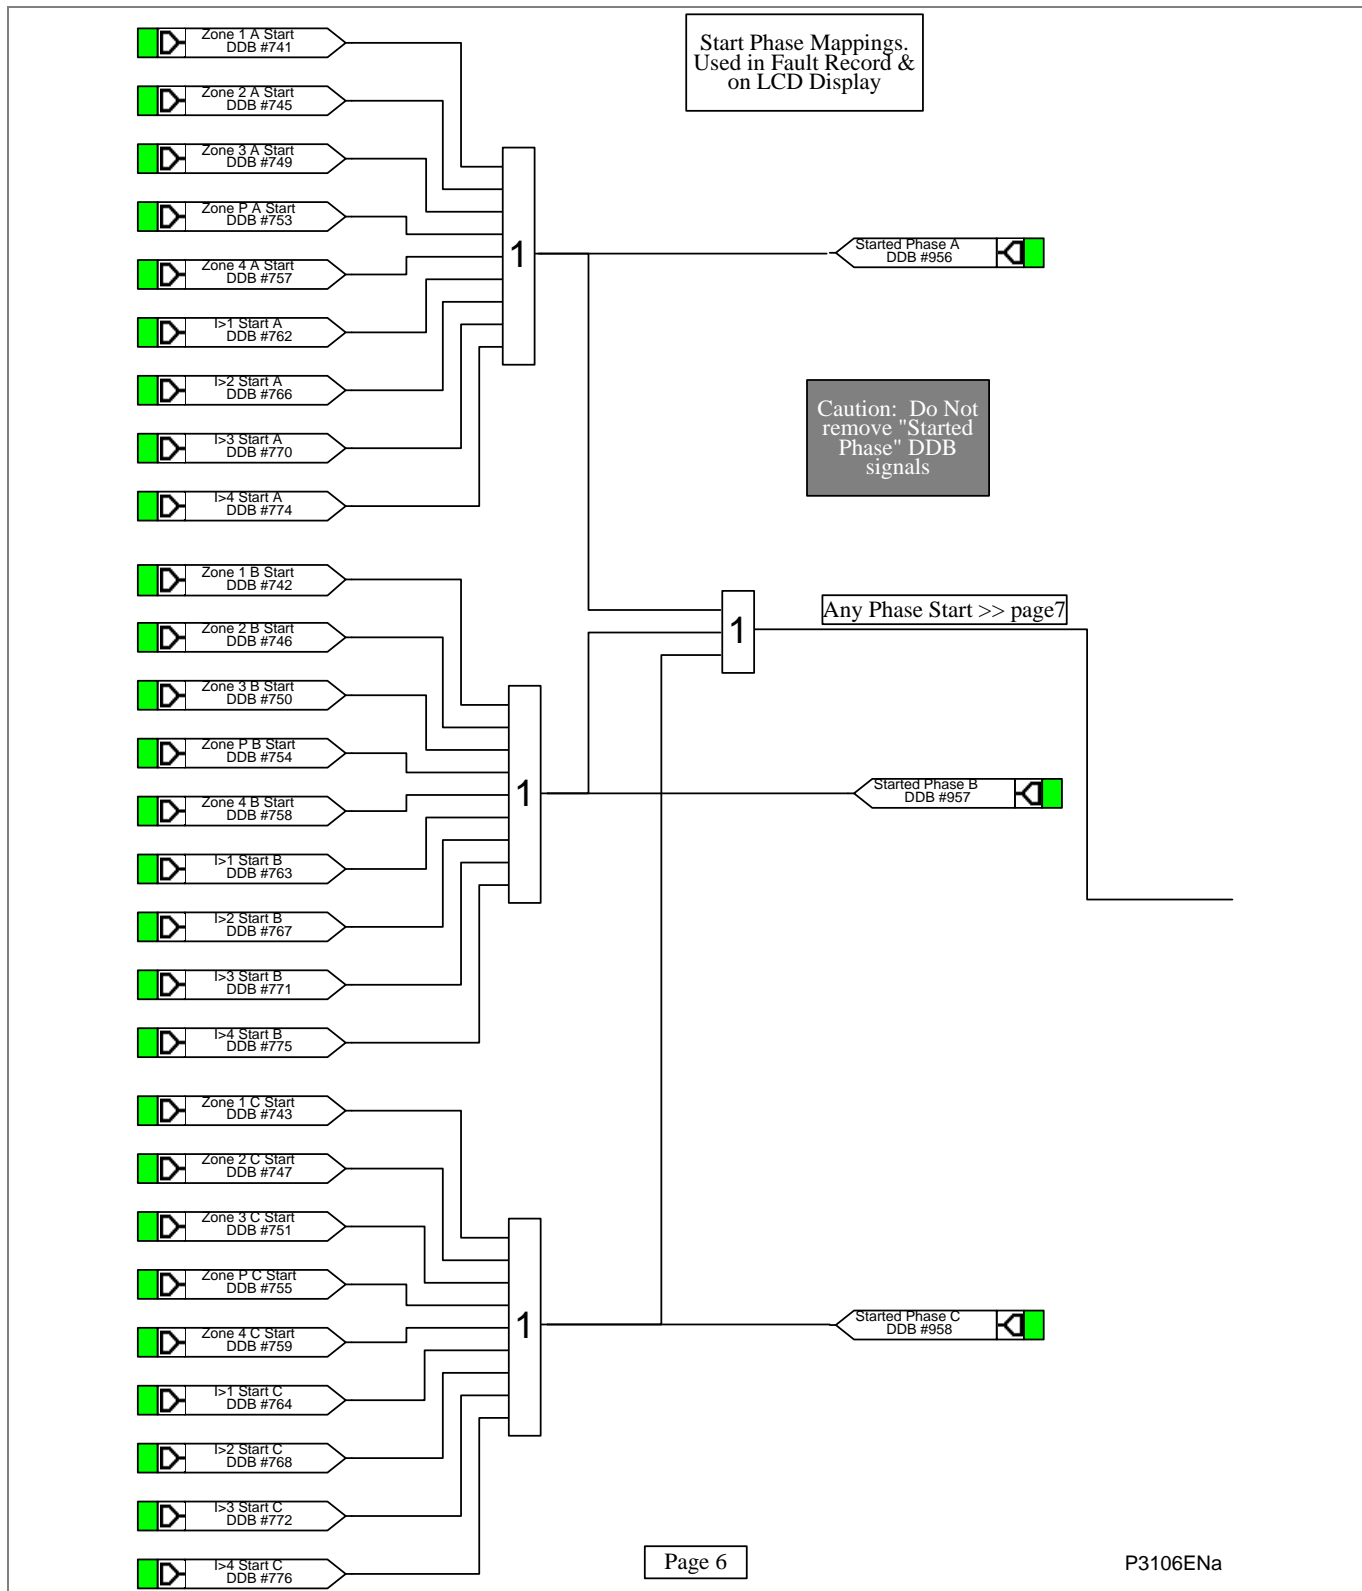 Zone 1 A Start
DDB #741
Start Phase Mappings.
Used in Fault Record &
on LCD Display
Zone 2 A Start
DDB #745
Zone 3 A Start
DDB #749
Zone P A Start
DDB #753
Zone 4 A Start
DDB #757
I>1 Start A
DDB #762
I>2 Start A
DDB #766
I>3 Start A
DDB #770
I>4 Start A
DDB #774
1
Started Phase A
DDB #956
Caution: Do Not
remove "Started
Phase" DDB
signals
Zone 1 B Start
DDB #742
Zone 2 B Start
DDB #746
Zone 3 B Start
DDB #750
Zone P B Start
DDB #754
Zone 4 B Start
DDB #758
I>1 Start B
DDB #763
I>2 Start B
DDB #767
I>3 Start B
DDB #771
I>4 Start B
DDB #775
1
1
Any Phase Start >> page7
Started Phase B
DDB #957
Zone 1 C Start
DDB #743
Zone 2 C Start
DDB #747
Zone 3 C Start
DDB #751
Zone P C Start
DDB #755
Zone 4 C Start
DDB #759
I>1 Start C
DDB #764
I>2 Start C
DDB #768
I>3 Start C
DDB #772
I>4 Start C
DDB #776
1
Started Phase C
DDB #958
Page 6
P3106ENa